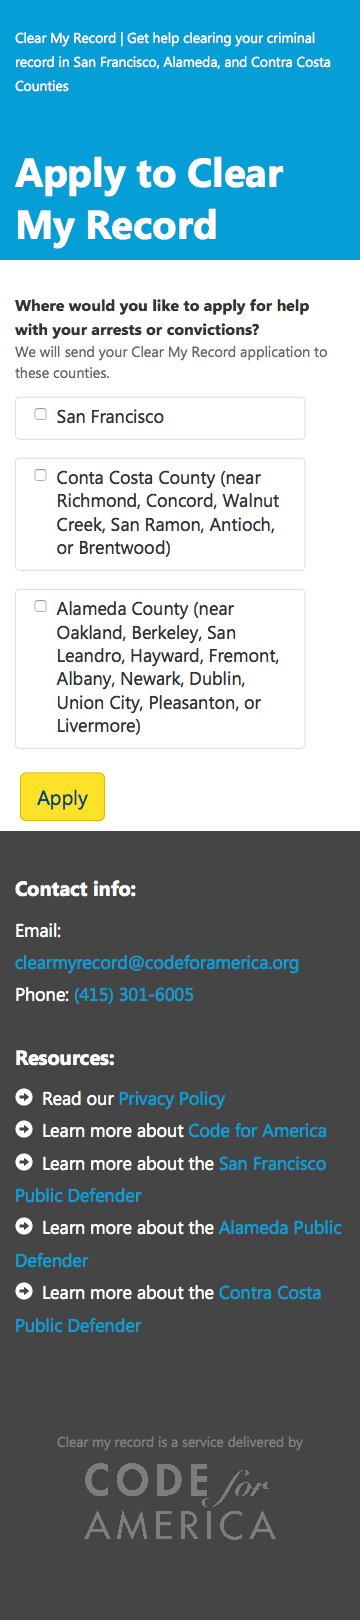 Clear My Record | Get help clearing your criminal
record in San Francisco, Alameda, and Contra Costa
Counties
Apply to Clear
My Record
Where would you like to apply for help
with your arrests or convictions?
We will send your Clear My Record application to
these counties.
San Francisco
Conta Costa County (near
Richmond, Concord, Walnut
Creek, San Ramon, Antioch,
or Brentwood)
Alameda County (near
Oakland, Berkeley, San
Leandro, Hayward, Fremont,
Albany, Newark, Dublin,
Union City, Pleasanton, or
Livermore)
Apply
Contact info:
Email:
clearmyrecord@codeforamerica.org
Phone: (415) 301-6005
Resources:
Read our Privacy Policy
Learn more about Code for America
Learn more about the San Francisco
Public Defender
Learn more about the Alameda Public
Defender
Learn more about the Contra Costa
Public Defender
Clear my record is a service delivered by
CODE for
AMERICA